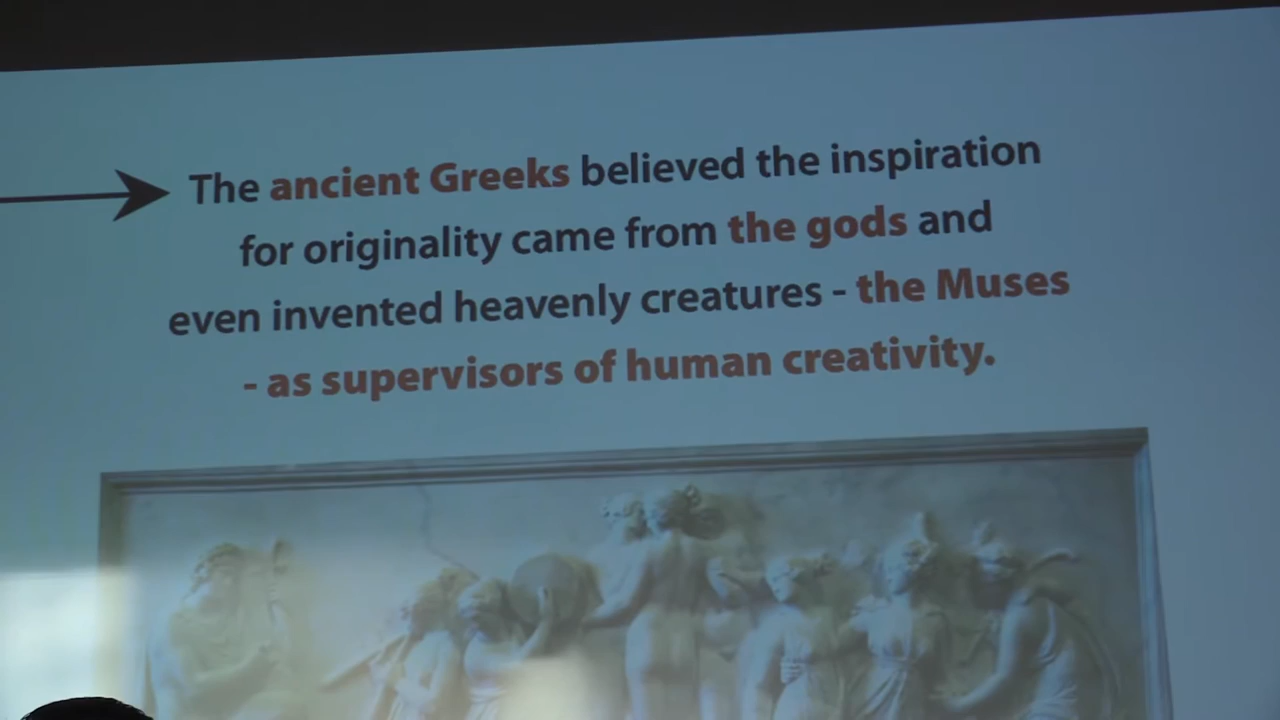 The ancient Greeks believed the inspiration
for originality came from the gods and
even invented heavenly creatures - the Muses
- as supervisors of human creativity.